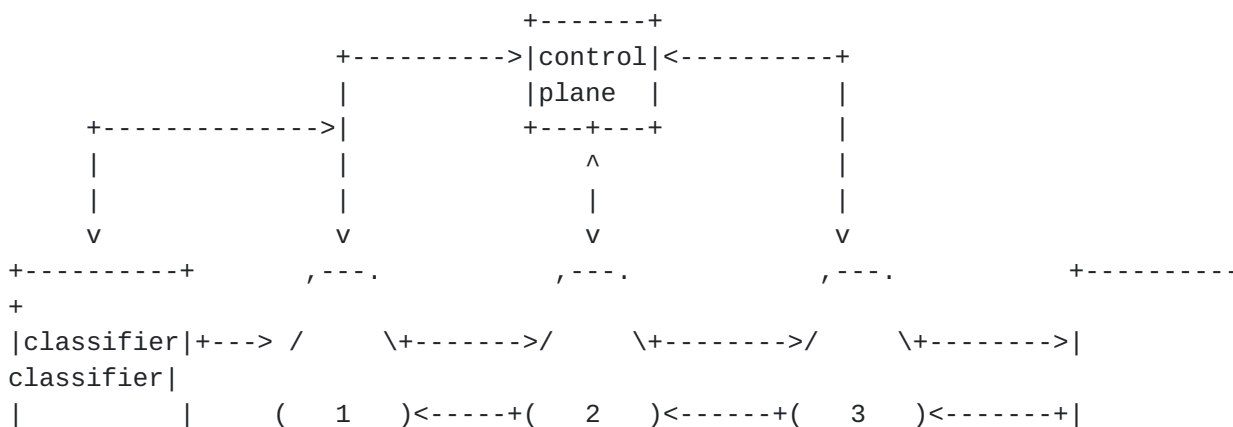 +-------+
                     +---------->|control|<----------+
                     |           |plane  |           |
     +-------------->|           +---+---+           |
     |               |               ^               |
     |               |               |               |
     v               v               v               v
+----------+       ,---.           ,---.            ,---.           +----------
+
|classifier|+---> /     \+------->/     \+-------->/     \+-------->|
classifier|
|          |     (   1   )<-----+(   2   )<------+(   3   )<-------+|